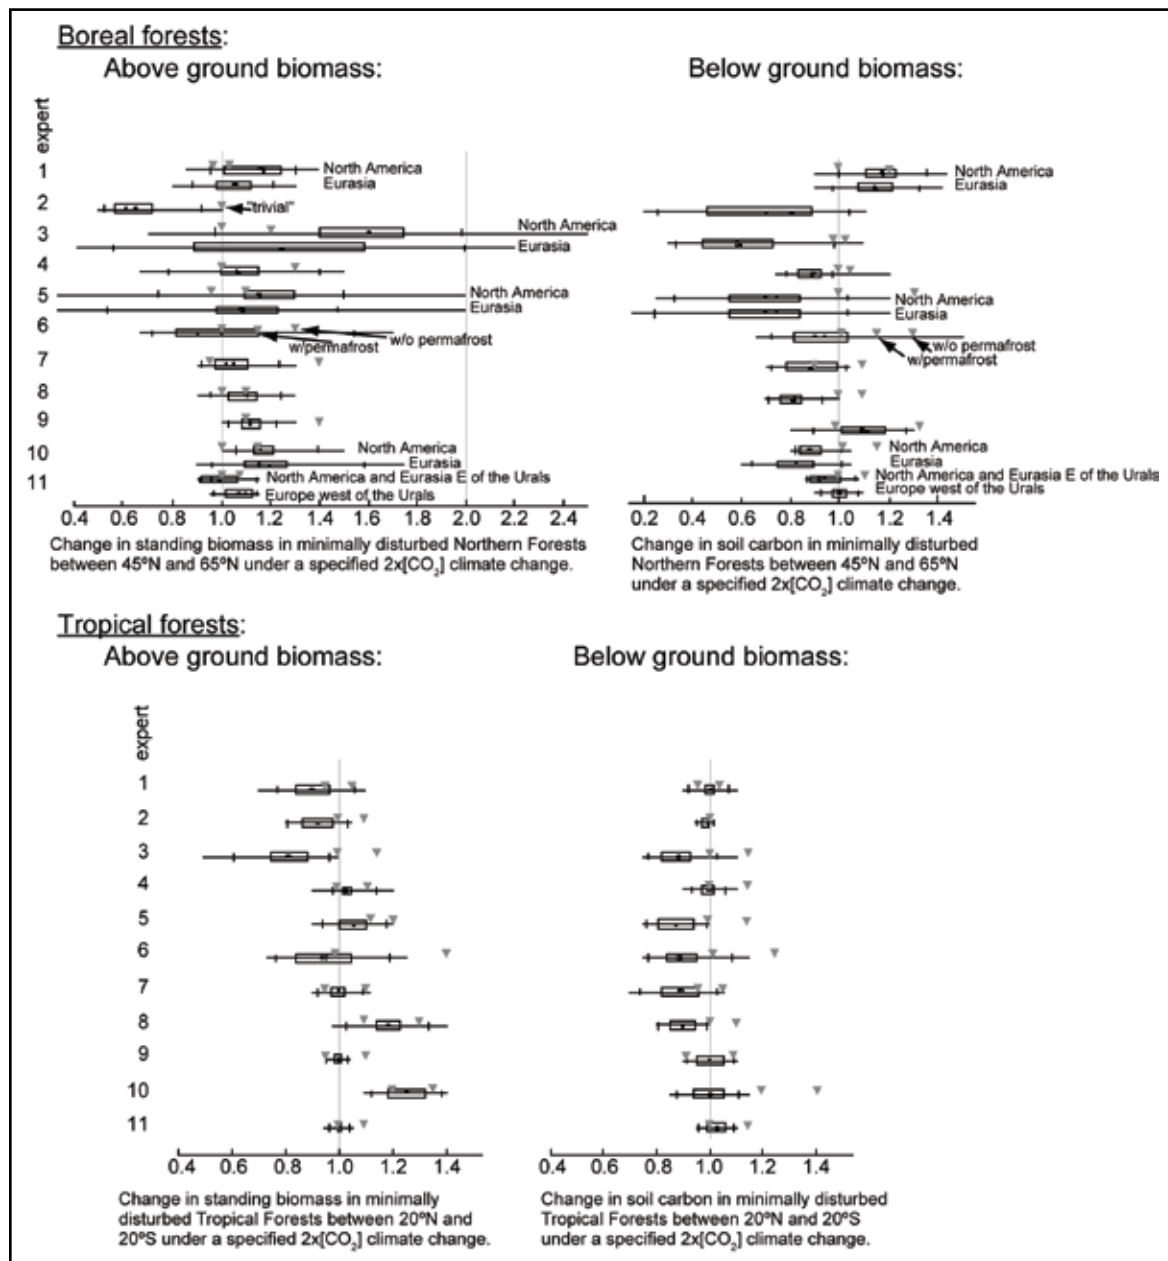 Boreal forests:
Above ground biomass:
Below ground biomass:
expert
1
North America
Eurasia
2
"trivial"
3
North America
Eurasia
4
5
North America
Eurasia
6
w/o permafrost
w/permafrost
7
8
9
10
North America
Eurasia
11
North America and Eurasia E of the Urals
Europe west of the Urals
0.4 0.6 0.8 1.0 1.2 1.4 1.6 1.8 2.0 2.2 2.4
Change in standing biomass in minimally disturbed Northern Forests
between 45ºN and 65ºN under a specified 2x[CO2] climate change.
North America
Eurasia
North America
Eurasia
w/o permafrost
w/permafrost
North America
Eurasia
North America and Eurasia E of the Urals
Europe west of the Urals
0.2 0.4 0.6 0.8 1.0 1.2 1.4
Change in soil carbon in minimally disturbed
Northern Forests between 45ºN and 65ºN
under a specified 2x[CO2] climate change.
Tropical forests:
Above ground biomass:
Below ground biomass:
expert
1
2
3
4
5
6
7
8
9
10
11
0.4 0.6 0.8 1.0 1.2 1.4
Change in standing biomass in minimally
disturbed Tropical Forests between 20ºN and
20ºS under a specified 2x[CO2] climate change.
0.4 0.6 0.8 1.0 1.2 1.4
Change in soil carbon in minimally disturbed
Tropical Forests between 20ºN and 20ºS
under a specified 2x[CO2] climate change.